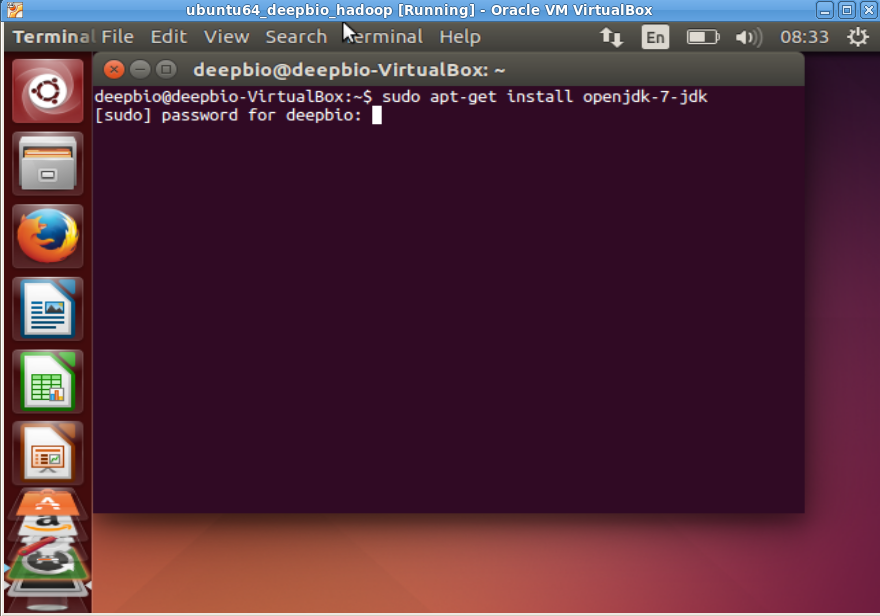 ubuntu64_deepbio_hadoop [Running] - Oracle VM VirtualBox
Terminal File Edit View Search Terminal Help En 08:33
deepbio@deepbio-VirtualBox: ~
deepbio@deepbio-VirtualBox:~$ sudo apt-get install openjdk-7-jdk
[sudo] password for deepbio: